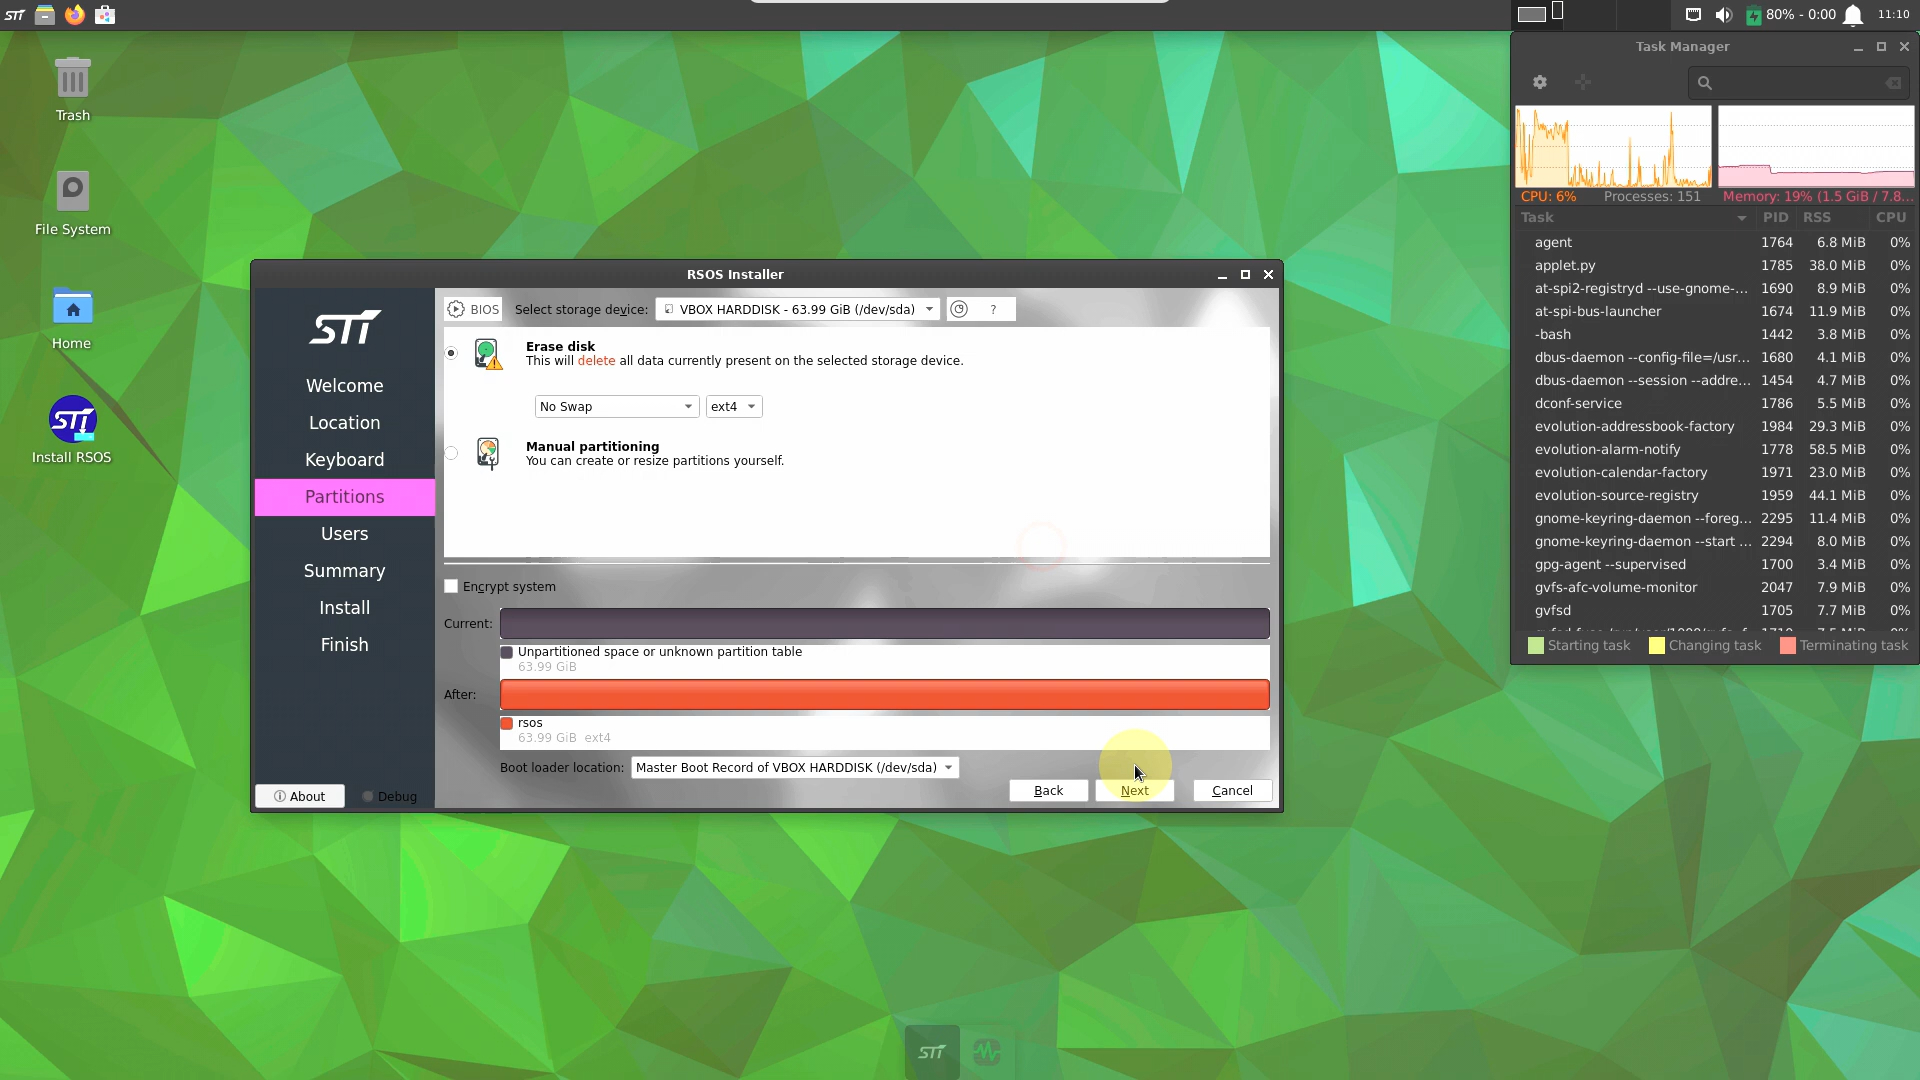 STI
80% - 0:00
11:10
Trash
File System
Home
STI
Install RSOS
RSOS Installer
STI
Welcome
Location
Keyboard
Partitions
Users
Summary
Install
Finish
About
Debug
BIOS
Select storage device:
VBOX HARDDISK - 63.99 GiB (/dev/sda)
?
Erase disk
This will delete all data currently present on the selected storage device.
No Swap
ext4
Manual partitioning
You can create or resize partitions yourself.
Encrypt system
Current:
Unpartitioned space or unknown partition table
63.99 GiB
After:
rsos
63.99 GiB ext4
Boot loader location:
Master Boot Record of VBOX HARDDISK (/dev/sda)
Back
Next
Cancel
Task Manager
CPU: 6%
Processes: 151
Memory: 19% (1.5 GiB / 7.8...
Task PID RSS CPU
agent 1764 6.8 MiB 0%
applet.py 1785 38.0 MiB 0%
at-spi2-registryd --use-gnome-... 1690 8.9 MiB 0%
at-spi-bus-launcher 1674 11.9 MiB 0%
-bash 1442 3.8 MiB 0%
dbus-daemon --config-file=/usr... 1680 4.1 MiB 0%
dbus-daemon --session --addre... 1454 4.7 MiB 0%
dconf-service 1786 5.5 MiB 0%
evolution-addressbook-factory 1984 29.3 MiB 0%
evolution-alarm-notify 1778 58.5 MiB 0%
evolution-calendar-factory 1971 23.0 MiB 0%
evolution-source-registry 1959 44.1 MiB 0%
gnome-keyring-daemon --foreg... 2295 11.4 MiB 0%
gnome-keyring-daemon --start ... 2294 8.0 MiB 0%
gpg-agent --supervised 1700 3.4 MiB 0%
gvfs-afc-volume-monitor 2047 7.9 MiB 0%
gvfsd 1705 7.7 MiB 0%
Starting task
Changing task
Terminating task
STI